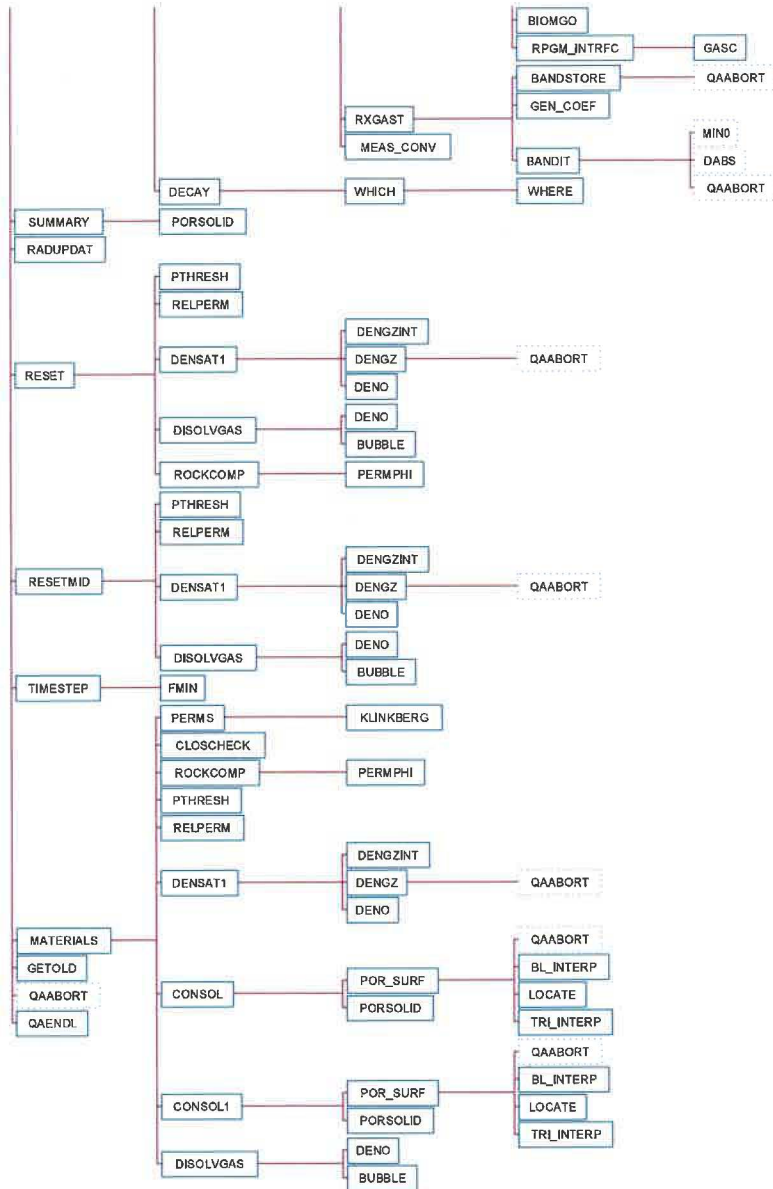 BIOMGO
RPGM_INTRFC GASC
BANDSTORE QAABORT
RXGAST GEN_COEF
MEAS_CONV MIN0
BANDIT DABS
DECAY WHICH WHERE QAABORT
SUMMARY PORSOLID
RADUPDAT
PTHRESH
RELPERM
DENGZINT
RESET DENSAT1 DENGZ QAABORT
DENO
DISOLVGAS DENO
BUBBLE
ROCKCOMP PERMPHI
PTHRESH
RELPERM
DENGZINT
RESETMID DENSAT1 DENGZ QAABORT
DENO
DISOLVGAS DENO
BUBBLE
TIMESTEP FMIN
PERMS KLINKBERG
CLOSCHECK
ROCKCOMP PERMPHI
PTHRESH
RELPERM
DENGZINT
DENSAT1 DENGZ QAABORT
DENO
MATERIALS QAABORT
GETOLD POR_SURF BL_INTERP
QAABORT CONSOL LOCATE
QAENDL PORSOLID TRI_INTERP
QAABORT
POR_SURF BL_INTERP
CONSOL1 LOCATE
PORSOLID TRI_INTERP
DISOLVGAS DENO
BUBBLE